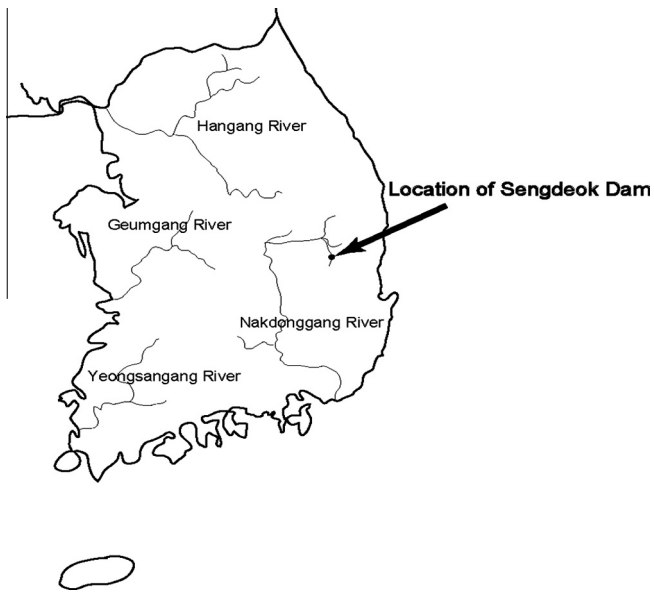 Hangang River
Location of Sengdeok Dam
Geumgang River
Nakdonggang River
Yeongsangang River